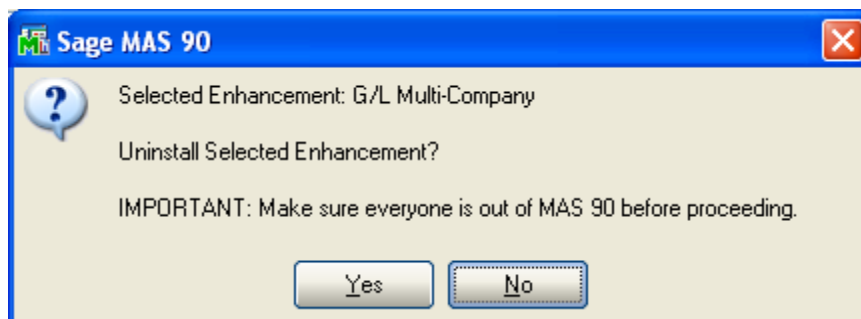 Sage MAS 90
Selected Enhancement: G/L Multi-Company
Uninstall Selected Enhancement?
IMPORTANT: Make sure everyone is out of MAS 90 before proceeding.
Yes No